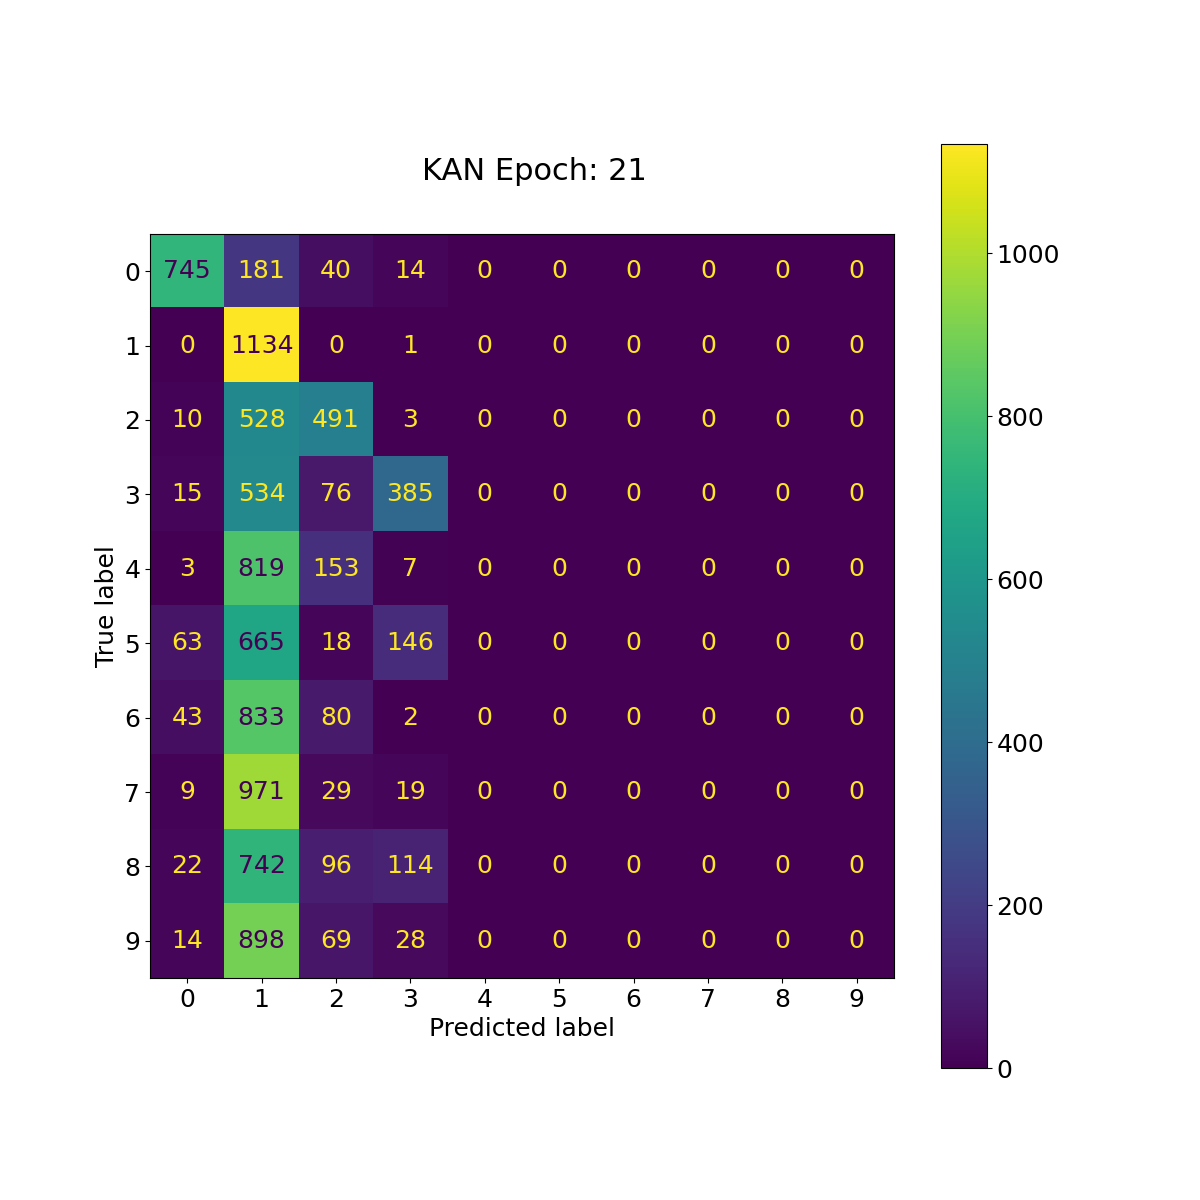 KAN Epoch: 21
0 745 181 40 14 0 0 0 0 0 0
1 0 1134 0 1 0 0 0 0 0 0
2 10 528 491 3 0 0 0 0 0 0
3 15 534 76 385 0 0 0 0 0 0
4 3 819 153 7 0 0 0 0 0 0
5 63 665 18 146 0 0 0 0 0 0
6 43 833 80 2 0 0 0 0 0 0
7 9 971 29 19 0 0 0 0 0 0
8 22 742 96 114 0 0 0 0 0 0
9 14 898 69 28 0 0 0 0 0 0
0 1 2 3 4 5 6 7 8 9
Predicted label
True label
1000
800
600
400
200
0